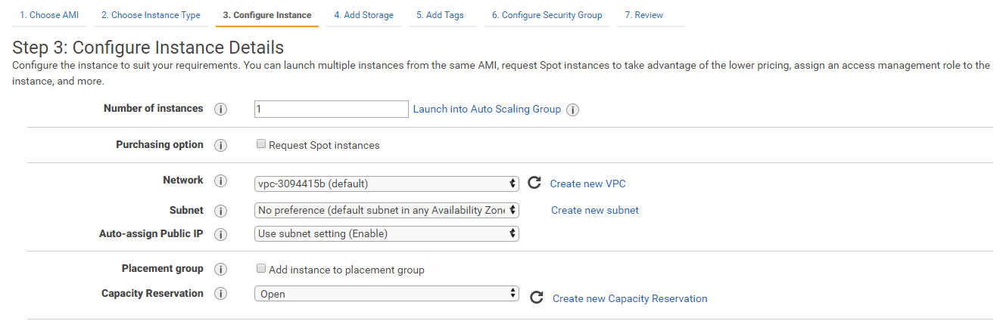 1. Choose AMI 2. Choose Instance Type 3. Configure Instance 4. Add Storage 5. Add Tags 6. Configure Security Group 7. Review
Step 3: Configure Instance Details
Configure the instance to suit your requirements. You can launch multiple instances from the same AMI, request Spot instances to take advantage of the lower pricing, assign an access management role to the
instance, and more.
Number of instances i 1 Launch into Auto Scaling Group i
Purchasing option i Request Spot instances
Network i vpc-3094415b (default) Create new VPC
Subnet i No preference (default subnet in any Availability Zone Create new subnet
Auto-assign Public IP i Use subnet setting (Enable)
Placement group i Add instance to placement group
Capacity Reservation i Open Create new Capacity Reservation